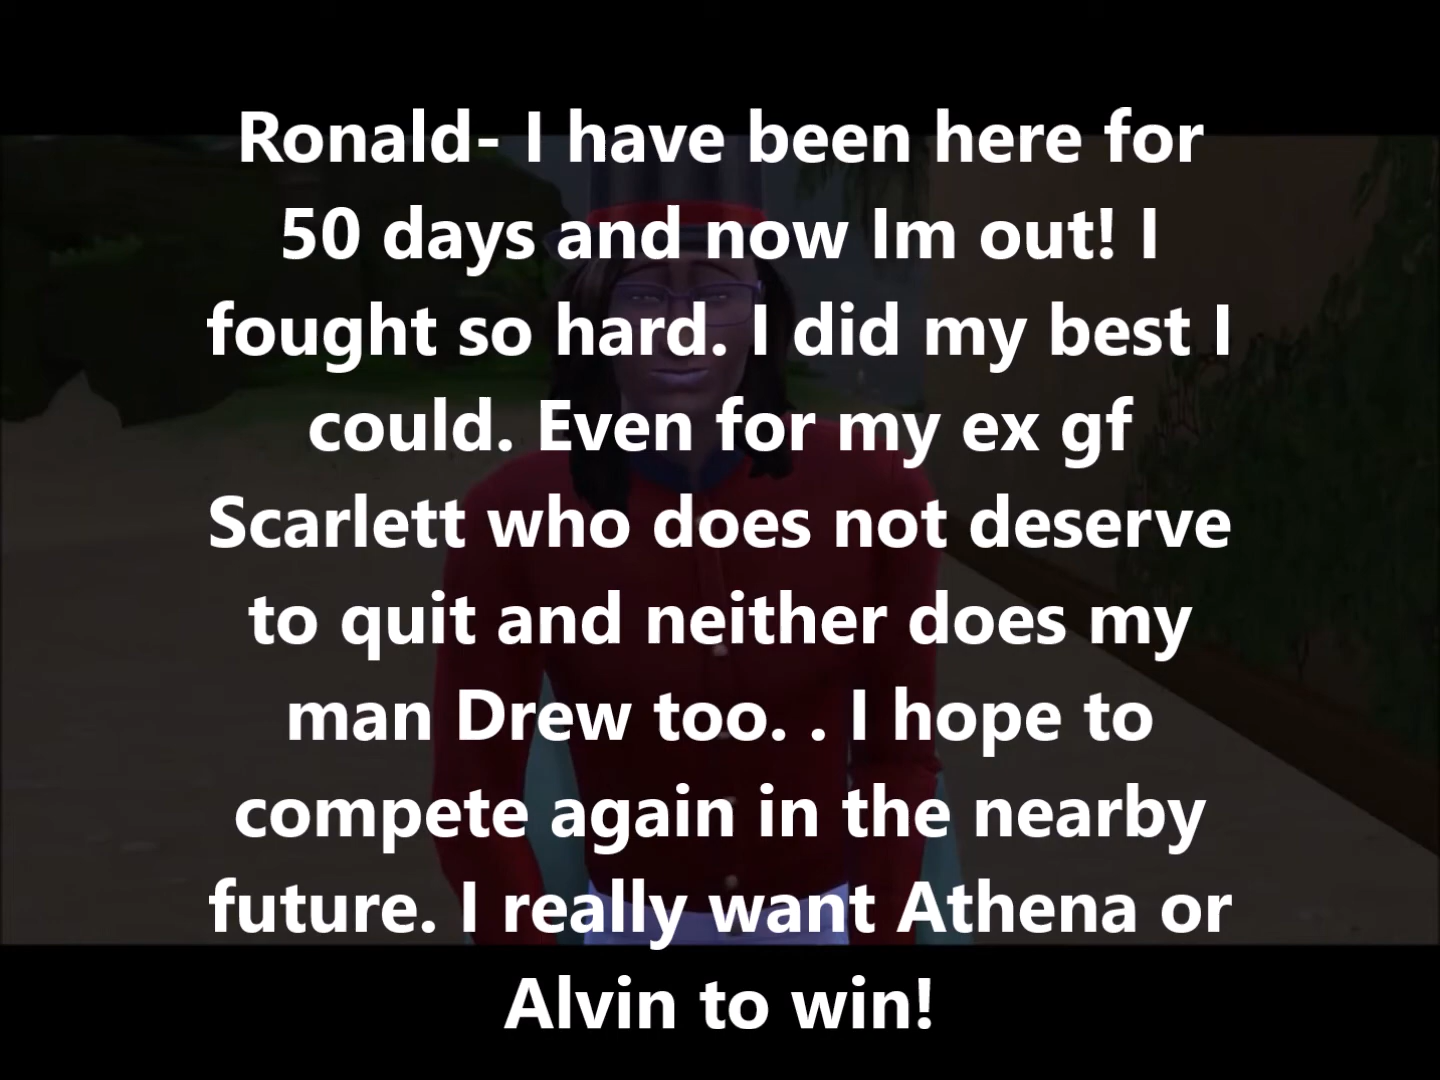 Ronald- I have been here for
50 days and now Im out! I
fought so hard. I did my best I
could. Even for my ex gf
Scarlett who does not deserve
to quit and neither does my
man Drew too. . I hope to
compete again in the nearby
future. I really want Athena or
Alvin to win!